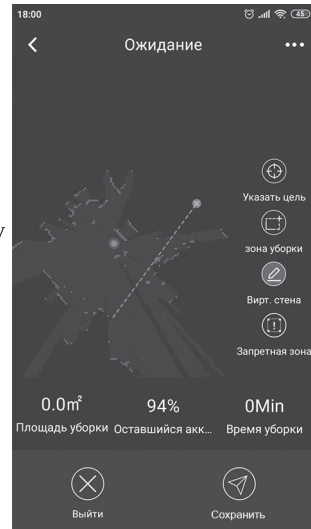 18:00
45
Ожидание
Указать цель
зона уборки
Вирт. стена
Запретная зона
у
0.0㎡ 94% 0Min
Площадь уборки Оставшийся акк... Время уборки
Выйти Сохранить